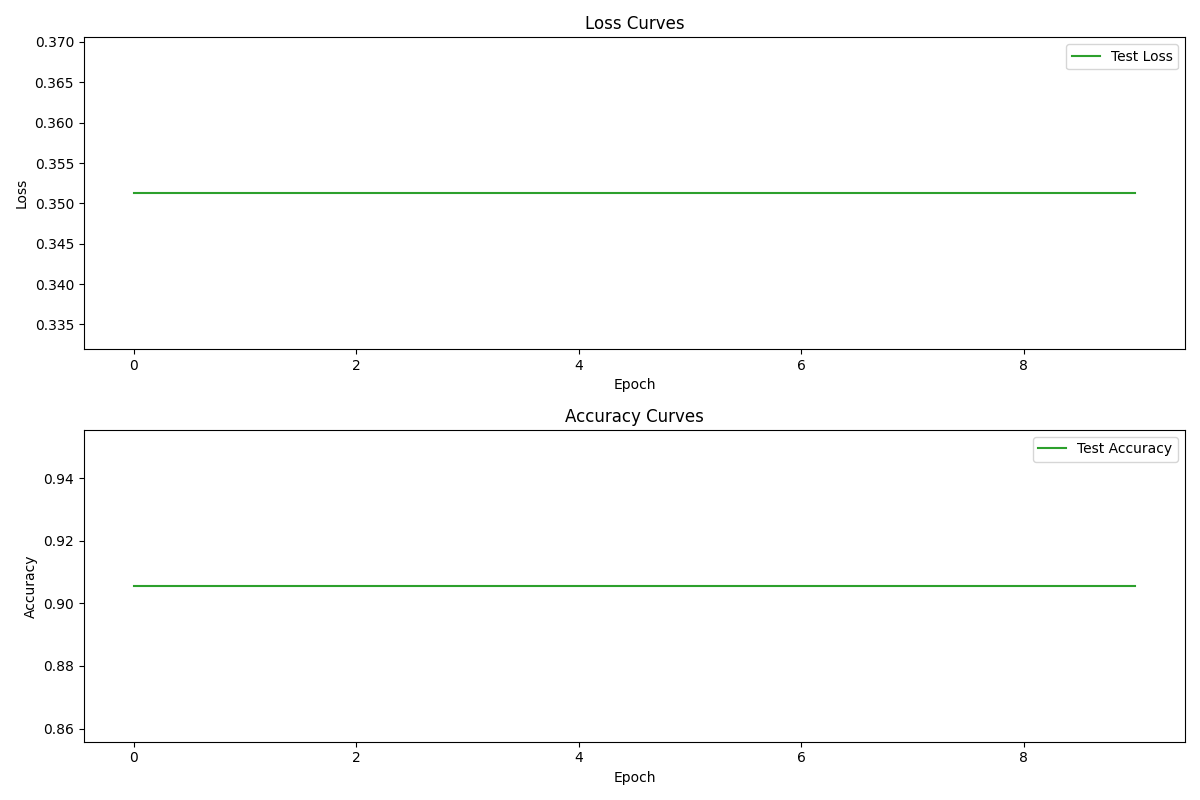 Loss Curves
0.370
0.365
0.360
0.355
0.350
0.345
0.340
0.335
Loss
Test Loss
0 2 4 6 8
Epoch
Accuracy Curves
0.94
0.92
0.90
0.88
0.86
Accuracy
Test Accuracy
0 2 4 6 8
Epoch